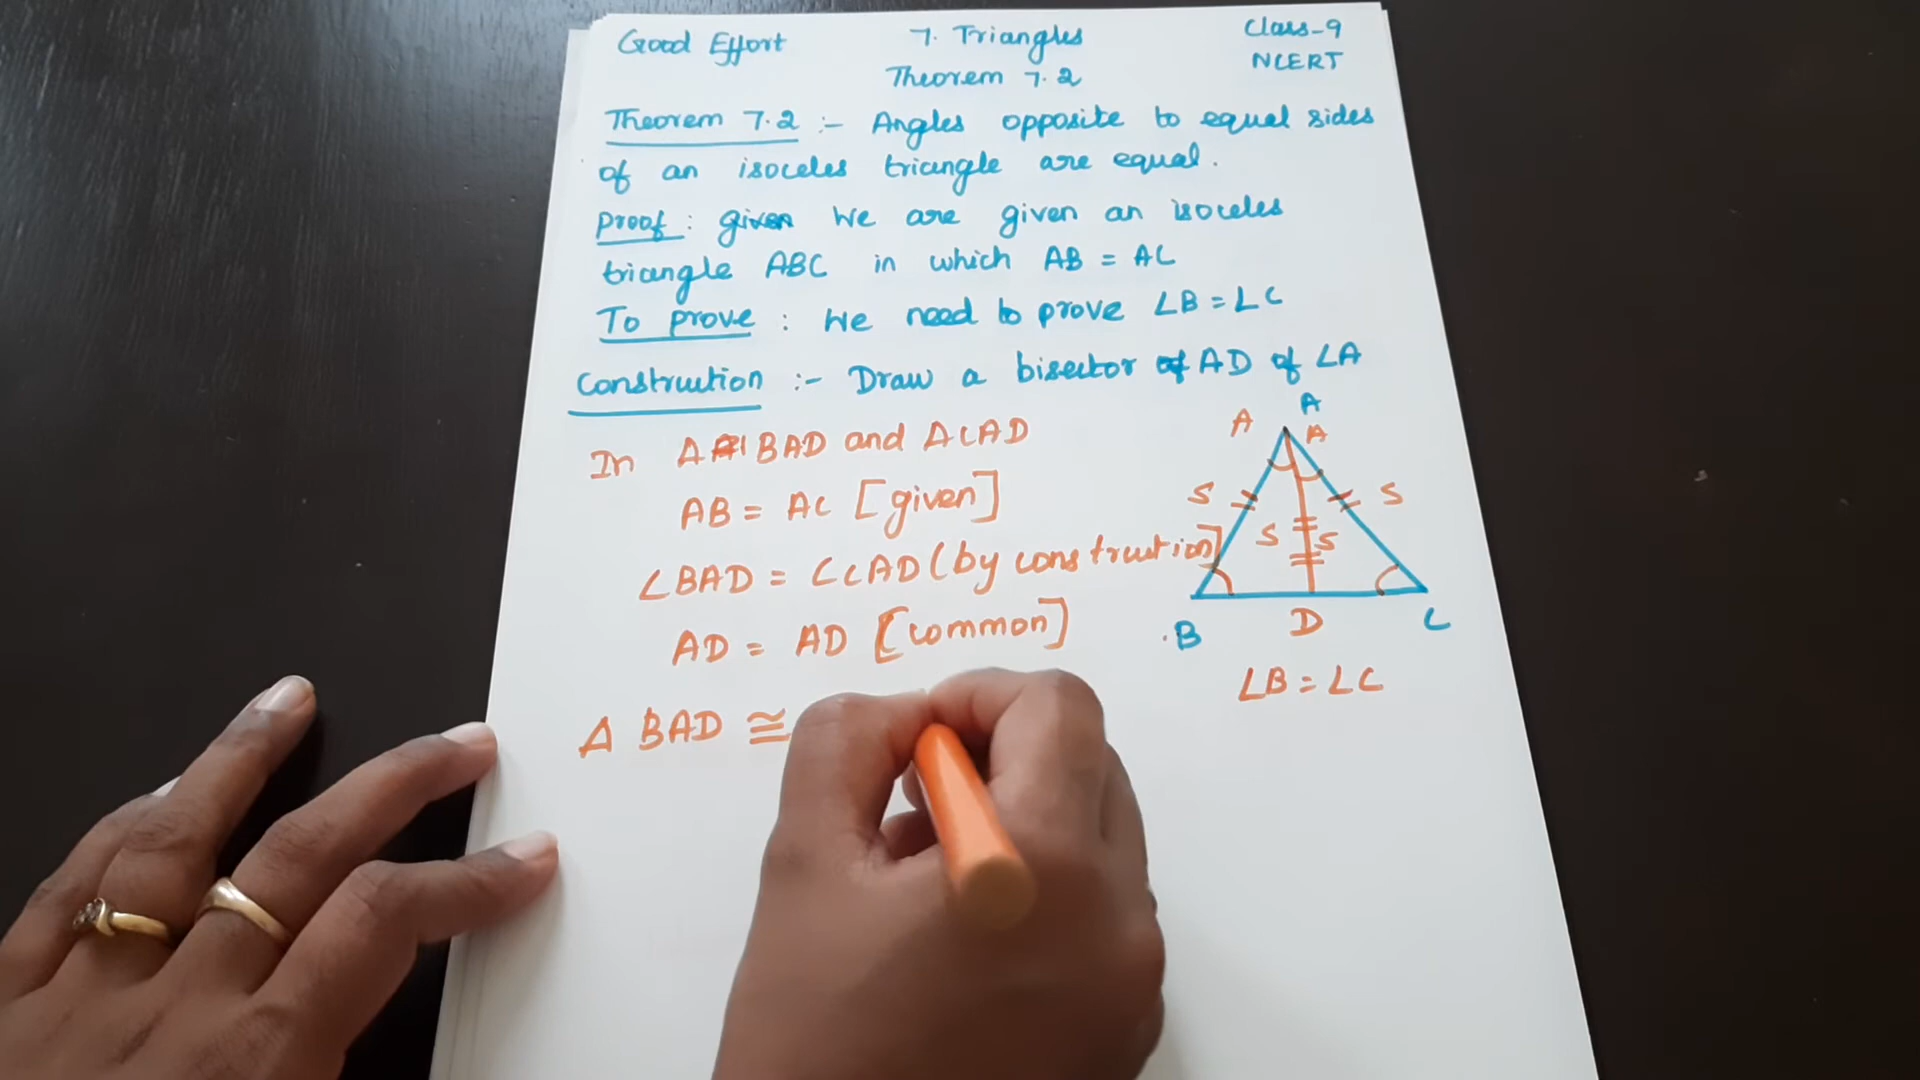 Good Effort
7. Triangles
Class-9
Theorem 7.2
NCERT
Theorem 7.2 :- Angles opposite to equal sides
of an isoceles triangle are equal.
Proof : given We are given an isoceles
triangle ABC in which AB = AC
To prove : We need to prove ∠B = ∠C
Construction :- Draw a bisector of AD of ∠A
In Δ BAD and ΔCAD
AB = AC [given]
∠BAD = ∠CAD (by construction]
AD = AD [common]
Δ BAD ≅
A
A
A
S
S
S
S
B
D
C
∠B = ∠C